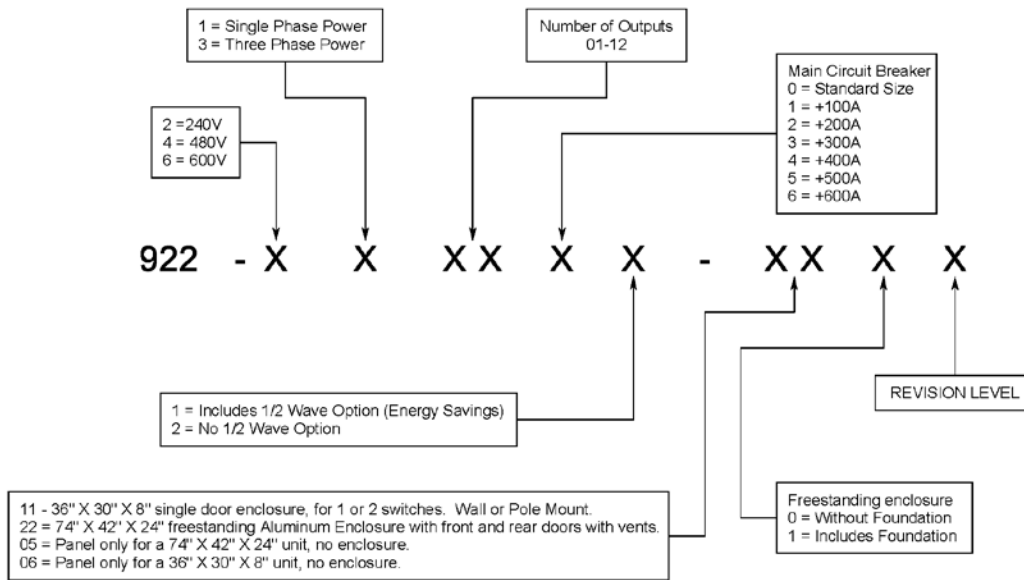 1 = Single Phase Power
3 = Three Phase Power
Number of Outputs
01-12
Main Circuit Breaker
0 = Standard Size
1 = +100A
2 = +200A
3 = +300A
4 = +400A
5 = +500A
6 = +600A
2 =240V
4 = 480V
6 = 600V
922 - X X X X X X - X X X X
1 = Includes 1/2 Wave Option (Energy Savings)
2 = No 1/2 Wave Option
REVISION LEVEL
11 - 36" X 30" X 8" single door enclosure, for 1 or 2 switches. Wall or Pole Mount.
22 = 74" X 42" X 24" freestanding Aluminum Enclosure with front and rear doors with vents.
05 = Panel only for a 74" X 42" X 24" unit, no enclosure.
06 = Panel only for a 36" X 30" X 8" unit, no enclosure.
Freestanding enclosure
0 = Without Foundation
1 = Includes Foundation